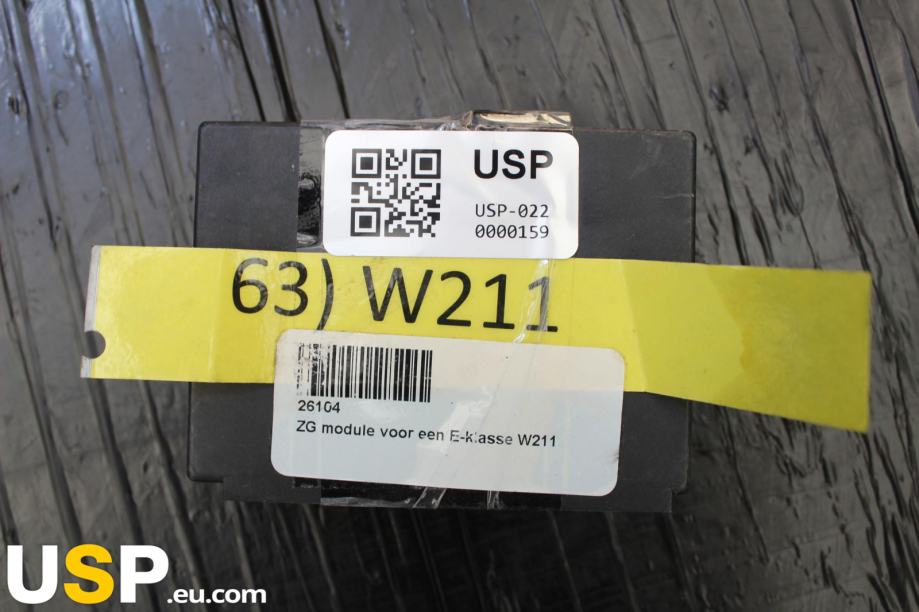 USP
USP-022
0000159
63) W211
26104
ZG module voor een E-klasse W211
USP.eu.com